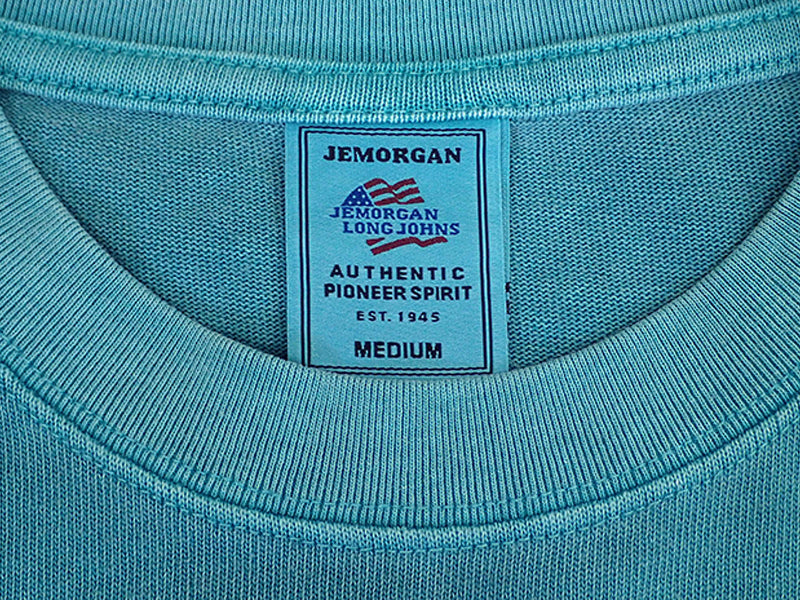 JEMORGAN
JEMORGAN
LONG JOHNS
AUTHENTIC
PIONEER SPIRIT
EST. 1945
MEDIUM